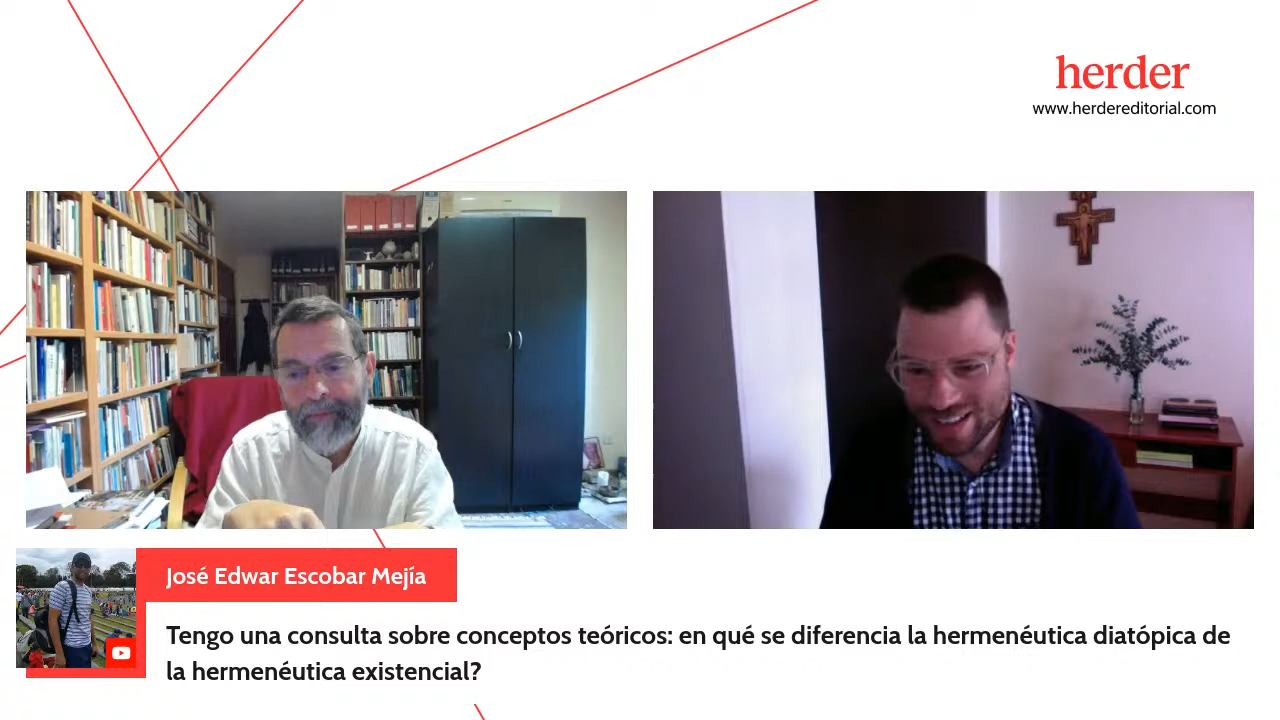 herder
www.herdereditorial.com
José Edwar Escobar Mejía
Tengo una consulta sobre conceptos teóricos: en qué se diferencia la hermenéutica diatópica de
la hermenéutica existencial?